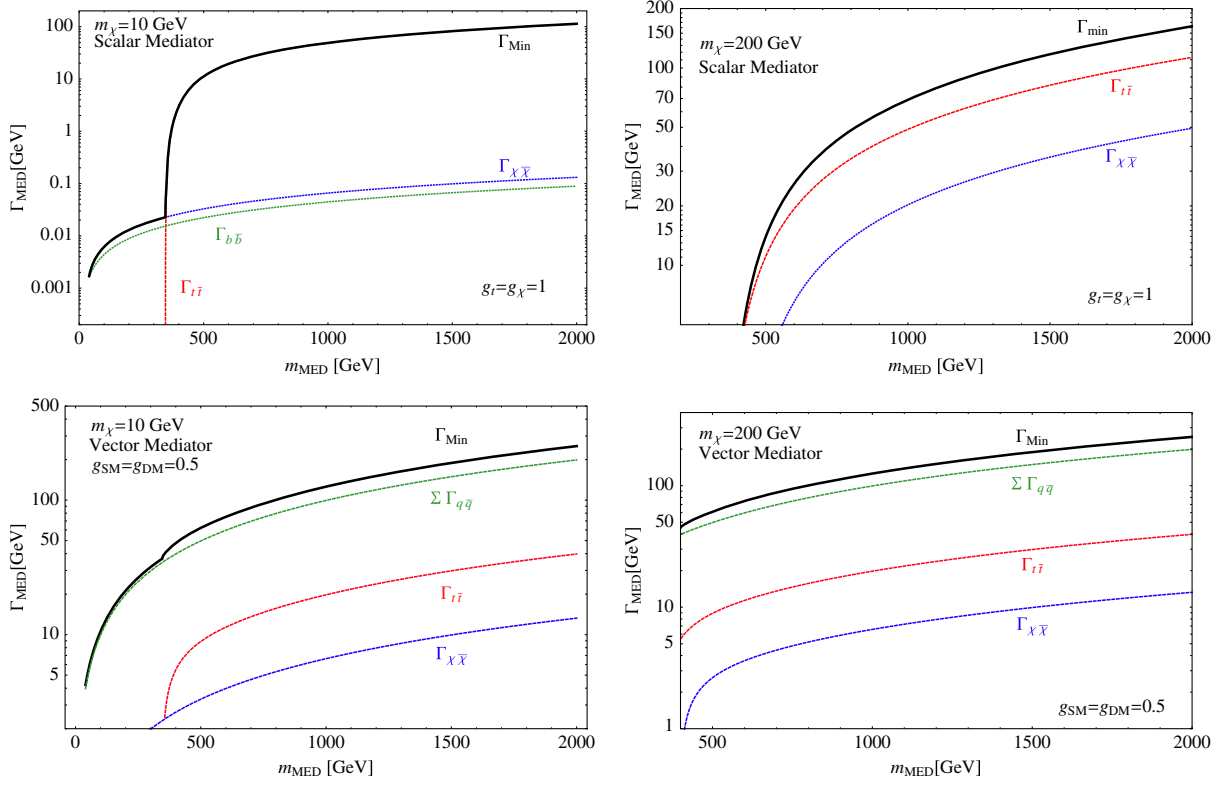 m_χ=10 GeV
Scalar Mediator
Γ_Min
Γ_χχ̅
Γ_bb̅
Γ_tt̅
g_t=g_χ=1
Γ_MED[GeV]
100
10
1
0.1
0.01
0.001
0 500 1000 1500 2000
m_MED [GeV]
m_χ=200 GeV
Scalar Mediator
Γ_min
Γ_tt̅
Γ_χχ̅
g_t=g_χ=1
Γ_MED[GeV]
200
150
100
70
50
30
20
15
10
500 1000 1500 2000
m_MED [GeV]
m_χ=10 GeV
Vector Mediator
g_SM=g_DM=0.5
Γ_Min
Σ Γ_qq̅
Γ_tt̅
Γ_χχ̅
Γ_MED[GeV]
500
100
50
10
5
0 500 1000 1500 2000
m_MED [GeV]
m_χ=200 GeV
Vector Mediator
Γ_Min
Σ Γ_qq̅
Γ_tt̅
Γ_χχ̅
g_SM=g_DM=0.5
Γ_MED[GeV]
100
50
10
5
1
500 1000 1500 2000
m_MED[GeV]